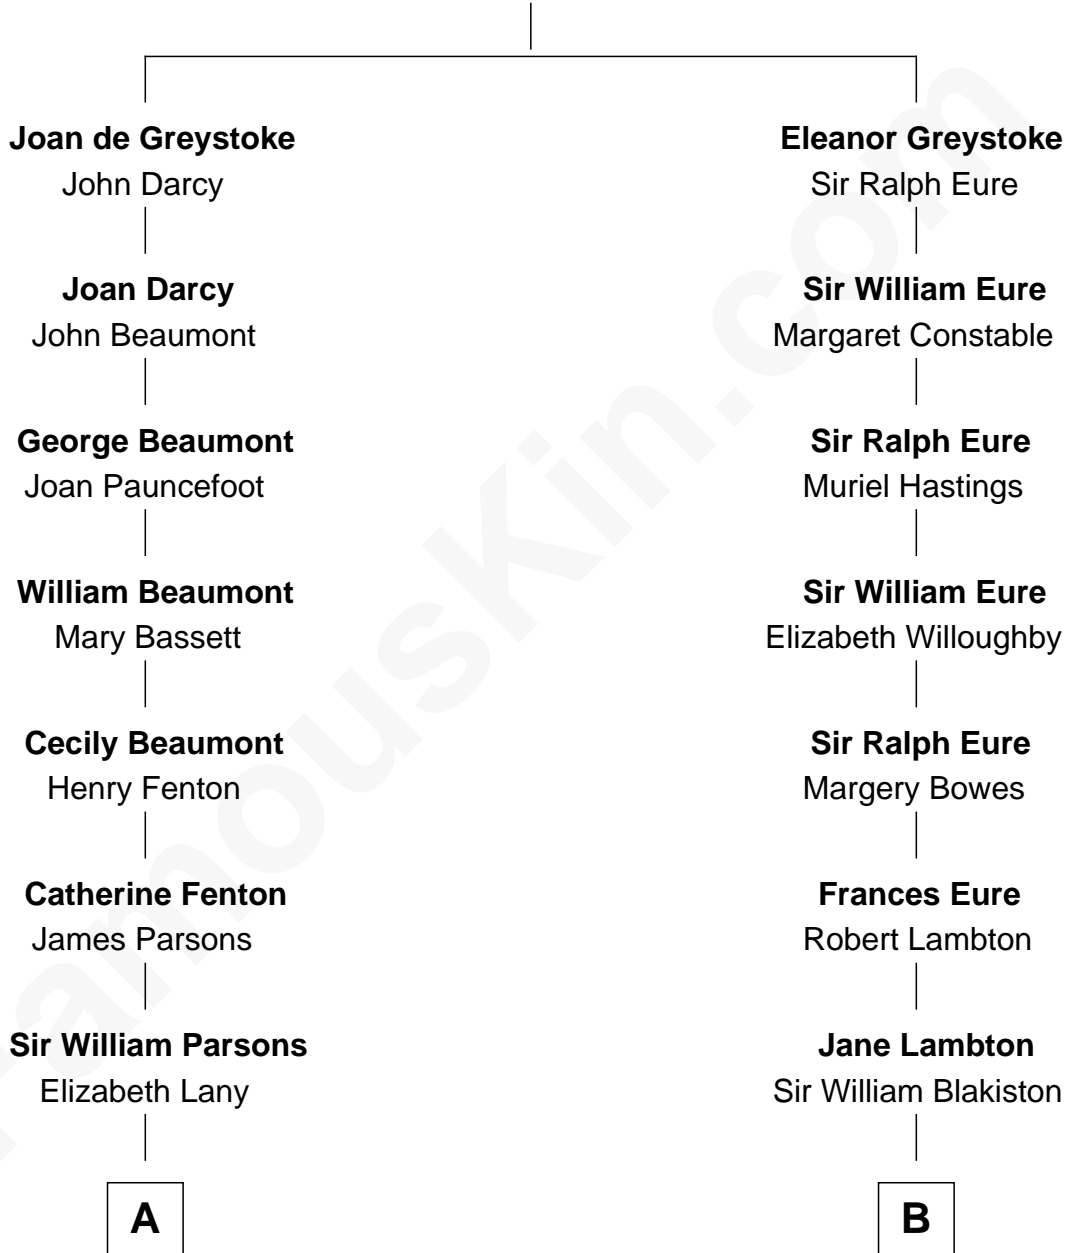 Joan de Greystoke
John Darcy
Joan Darcy
John Beaumont
George Beaumont
Joan Pauncefoot
William Beaumont
Mary Bassett
Cecily Beaumont
Henry Fenton
Catherine Fenton
James Parsons
Sir William Parsons
Elizabeth Lany
A
Eleanor Greystoke
Sir Ralph Eure
Sir William Eure
Margaret Constable
Sir Ralph Eure
Muriel Hastings
Sir William Eure
Elizabeth Willoughby
Sir Ralph Eure
Margery Bowes
Frances Eure
Robert Lambton
Jane Lambton
Sir William Blakiston
B
FamousKin.com